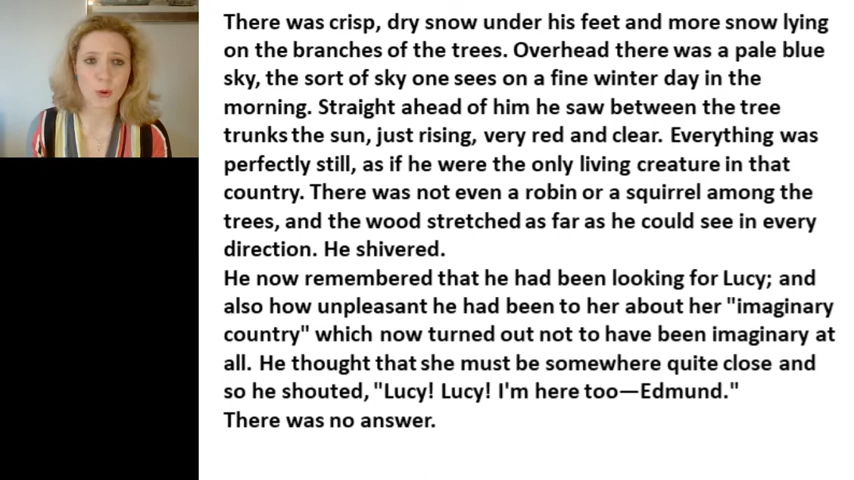 There was crisp, dry snow under his feet and more snow lying
on the branches of the trees. Overhead there was a pale blue
sky, the sort of sky one sees on a fine winter day in the
morning. Straight ahead of him he saw between the tree
trunks the sun, just rising, very red and clear. Everything was
perfectly still, as if he were the only living creature in that
country. There was not even a robin or a squirrel among the
trees, and the wood stretched as far as he could see in every
direction. He shivered.
He now remembered that he had been looking for Lucy; and
also how unpleasant he had been to her about her "imaginary
country" which now turned out not to have been imaginary at
all. He thought that she must be somewhere quite close and
so he shouted, "Lucy! Lucy! I'm here too—Edmund."
There was no answer.